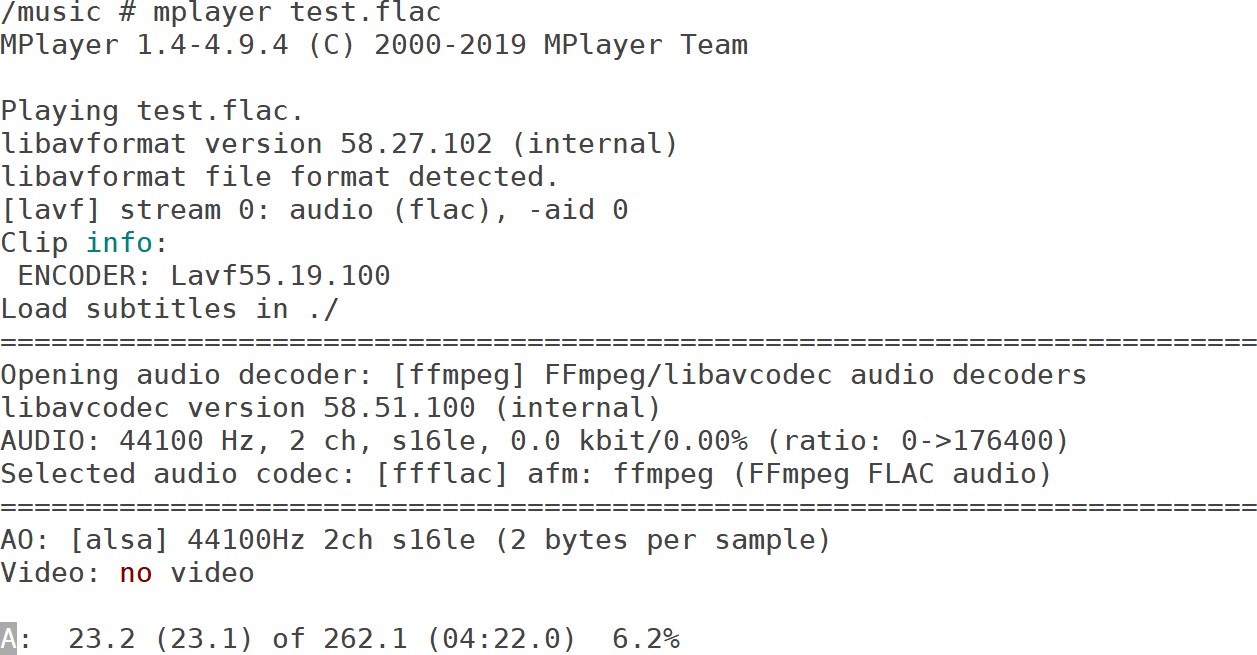 /music # mplayer test.flac
MPlayer 1.4-4.9.4 (C) 2000-2019 MPlayer Team
Playing test.flac.
libavformat version 58.27.102 (internal)
libavformat file format detected.
[lavf] stream 0: audio (flac), -aid 0
Clip info:
 ENCODER: Lavf55.19.100
Load subtitles in ./
==========================================================================
Opening audio decoder: [ffmpeg] FFmpeg/libavcodec audio decoders
libavcodec version 58.51.100 (internal)
AUDIO: 44100 Hz, 2 ch, s16le, 0.0 kbit/0.00% (ratio: 0->176400)
Selected audio codec: [ffflac] afm: ffmpeg (FFmpeg FLAC audio)
==========================================================================
AO: [alsa] 44100Hz 2ch s16le (2 bytes per sample)
Video: no video
A:  23.2 (23.1) of 262.1 (04:22.0)  6.2%